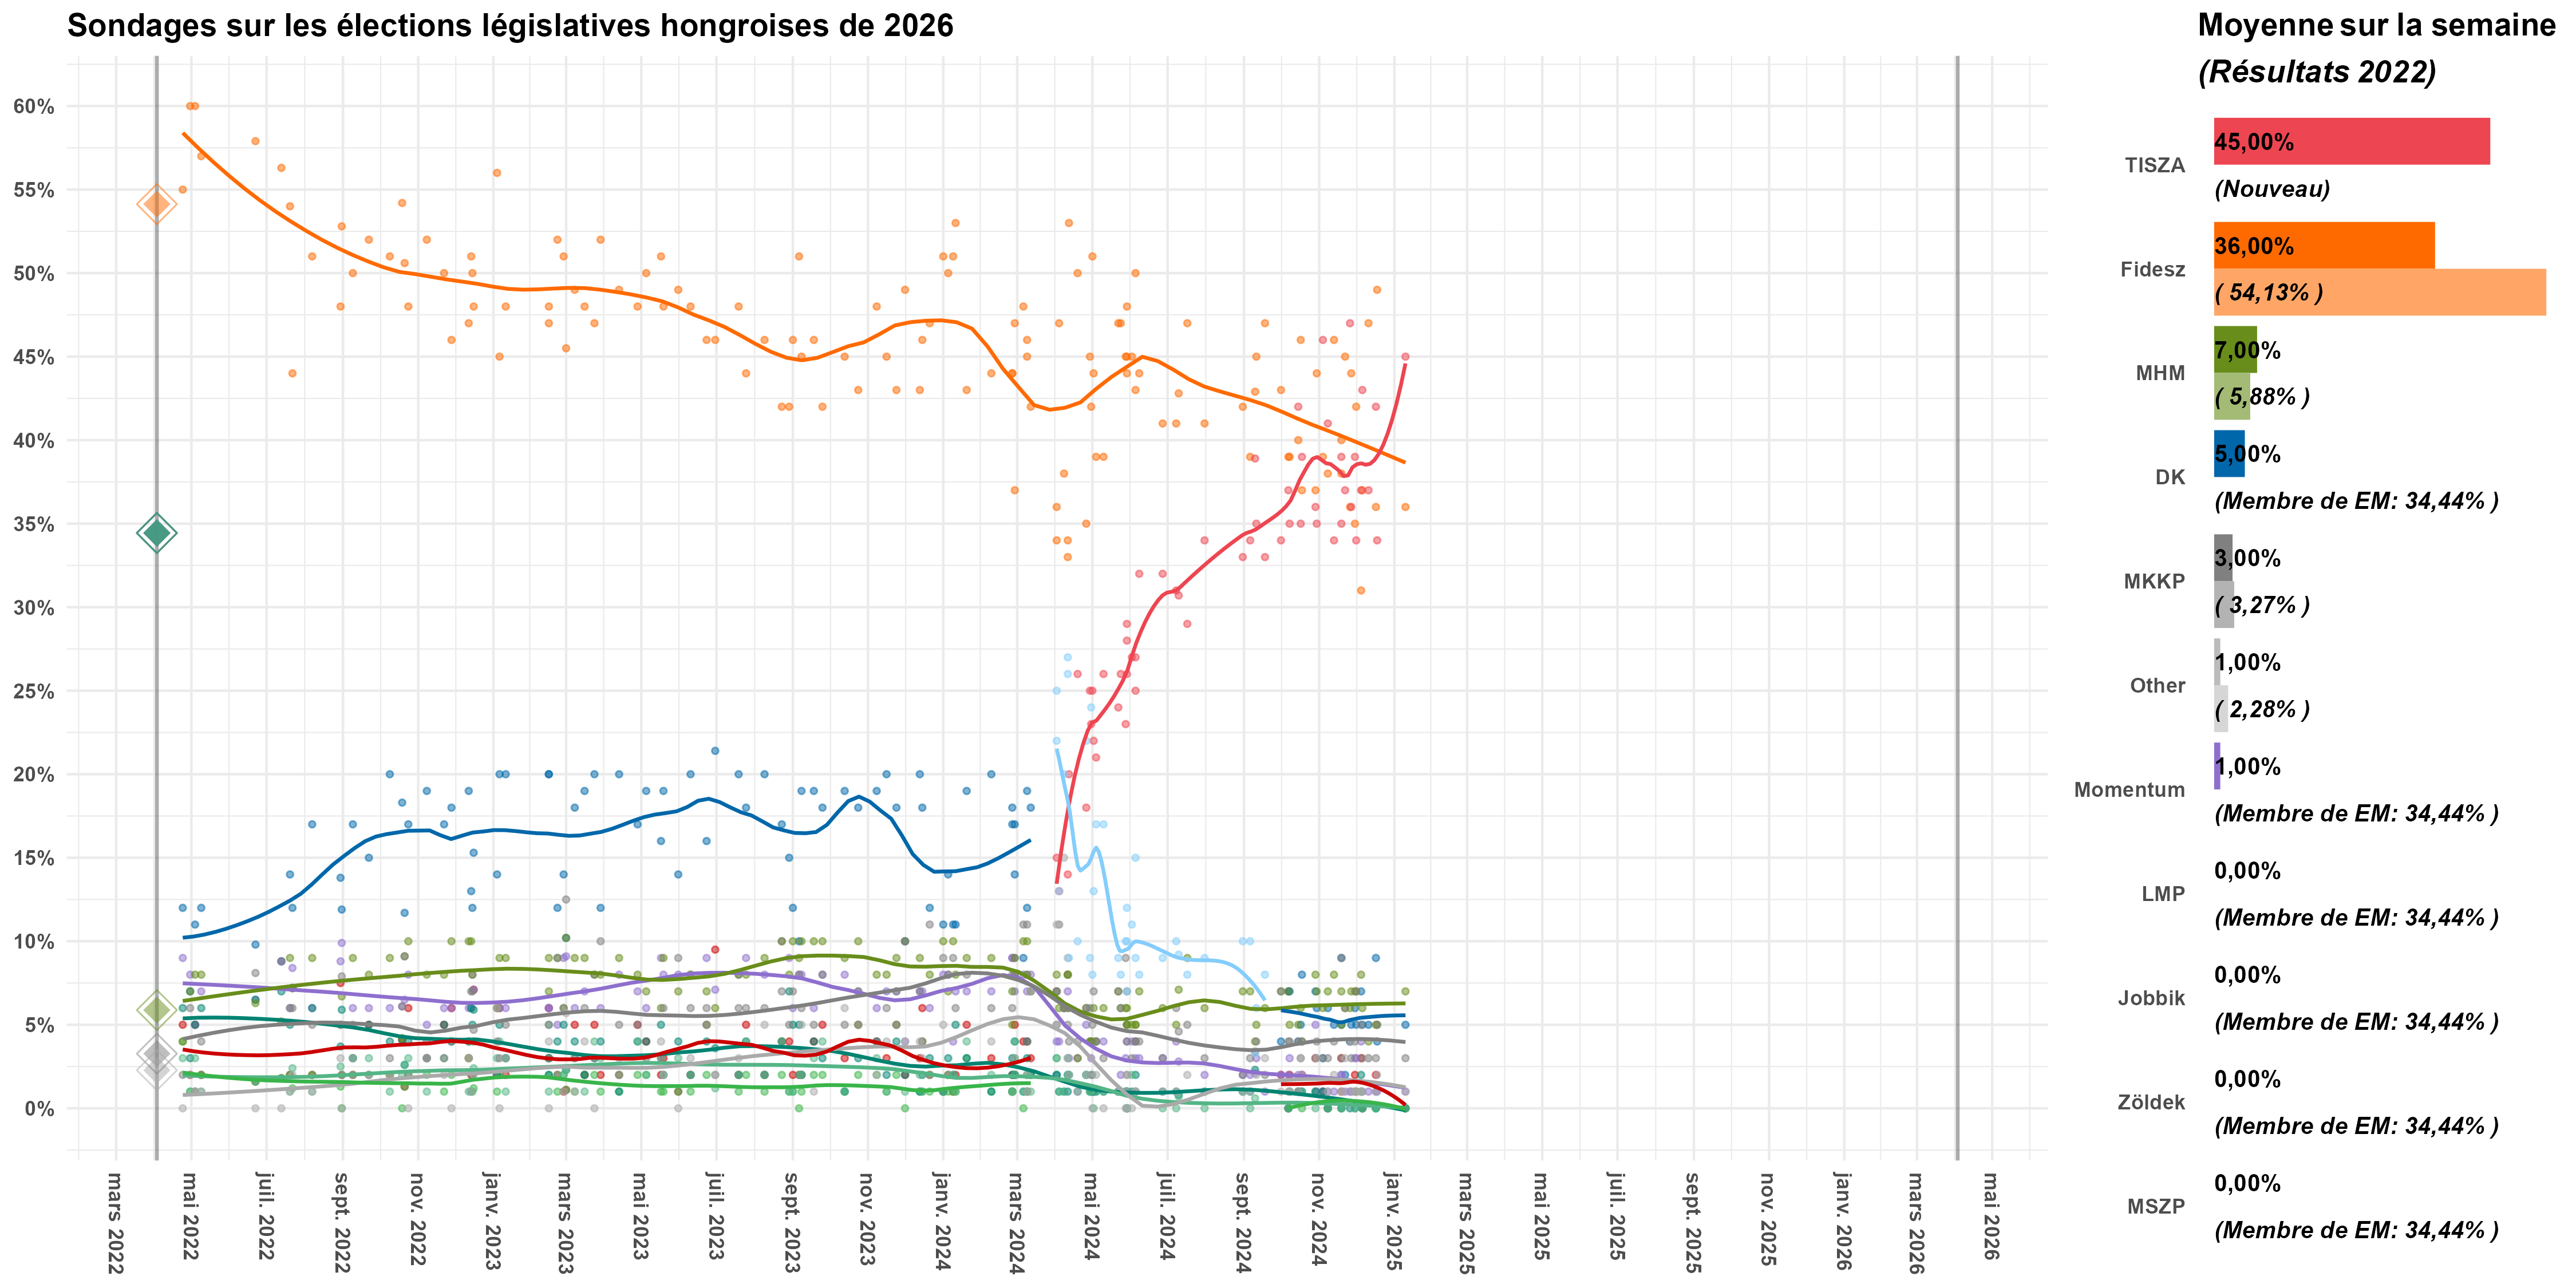 Sondages sur les élections législatives hongroises de 2026
60%
55%
50%
45%
40%
35%
30%
25%
20%
15%
10%
5%
0%
mars 2022
mai 2022
juil. 2022
sept. 2022
nov. 2022
janv. 2023
mars 2023
mai 2023
juil. 2023
sept. 2023
nov. 2023
janv. 2024
mars 2024
mai 2024
juil. 2024
sept. 2024
nov. 2024
janv. 2025
mars 2025
mai 2025
juil. 2025
sept. 2025
nov. 2025
janv. 2026
mars 2026
mai 2026
Moyenne sur la semaine
(Résultats 2022)
TISZA
45,00%
(Nouveau)
Fidesz
36,00%
( 54,13% )
MHM
7,00%
( 5,88% )
DK
5,00%
(Membre de EM: 34,44% )
MKKP
3,00%
( 3,27% )
Other
1,00%
( 2,28% )
Momentum
1,00%
(Membre de EM: 34,44% )
LMP
0,00%
(Membre de EM: 34,44% )
Jobbik
0,00%
(Membre de EM: 34,44% )
Zöldek
0,00%
(Membre de EM: 34,44% )
MSZP
0,00%
(Membre de EM: 34,44% )